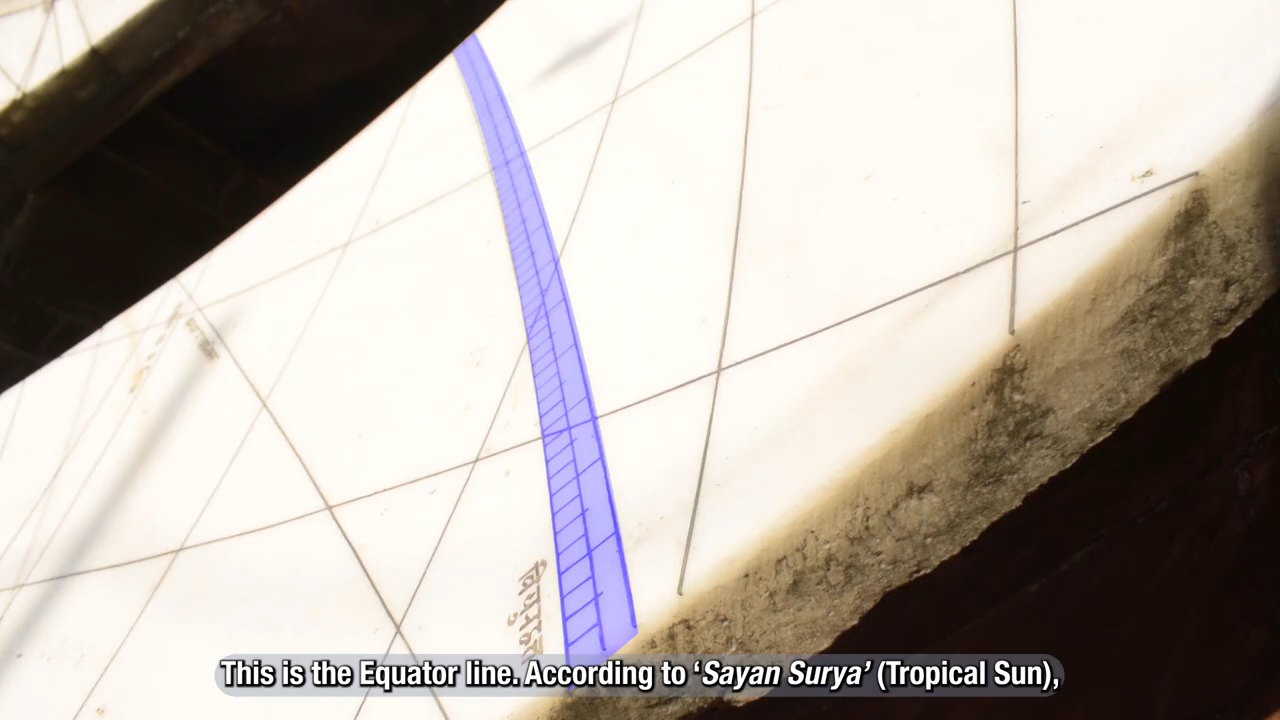 This is the Equator line. According to ‘Sayan Surya’ (Tropical Sun),